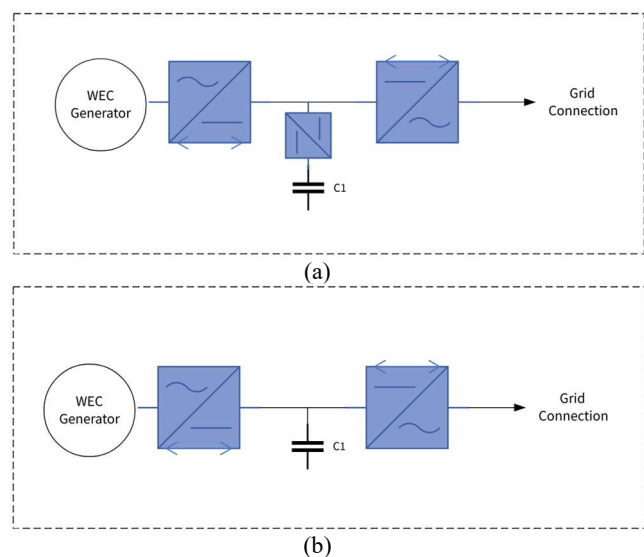 WEC
Generator
C1
Grid
Connection
(a)
WEC
Generator
C1
Grid
Connection
(b)